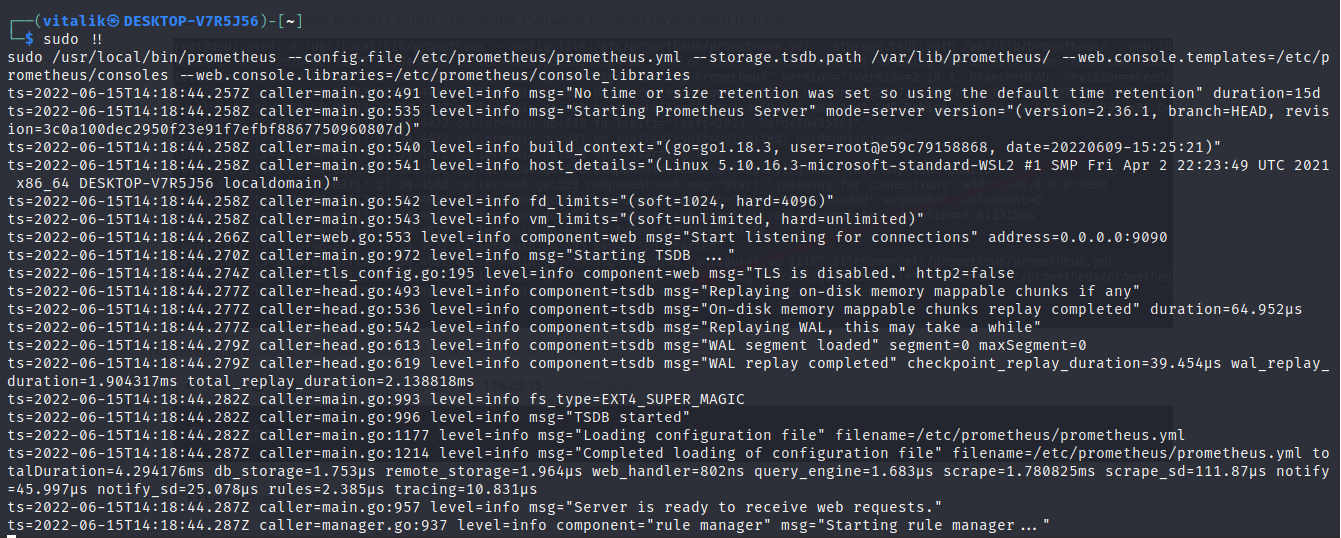 ┌──(vitalik㉿DESKTOP-V7R5J56)-[~]
└─$ sudo !!
sudo /usr/local/bin/prometheus --config.file /etc/prometheus/prometheus.yml --storage.tsdb.path /var/lib/prometheus/ --web.console.templates=/etc/p
rometheus/consoles --web.console.libraries=/etc/prometheus/console_libraries
ts=2022-06-15T14:18:44.257Z caller=main.go:491 level=info msg="No time or size retention was set so using the default time retention" duration=15d
ts=2022-06-15T14:18:44.258Z caller=main.go:535 level=info msg="Starting Prometheus Server" mode=server version="(version=2.36.1, branch=HEAD, revis
ion=3c0a100dec2950f23e91f7efbf8867750960807d)"
ts=2022-06-15T14:18:44.258Z caller=main.go:540 level=info build_context="(go=go1.18.3, user=root@e59c79158868, date=20220609-15:25:21)"
ts=2022-06-15T14:18:44.258Z caller=main.go:541 level=info host_details="(Linux 5.10.16.3-microsoft-standard-WSL2 #1 SMP Fri Apr 2 22:23:49 UTC 2021
 x86_64 DESKTOP-V7R5J56 localdomain)"
ts=2022-06-15T14:18:44.258Z caller=main.go:542 level=info fd_limits="(soft=1024, hard=4096)"
ts=2022-06-15T14:18:44.258Z caller=main.go:543 level=info vm_limits="(soft=unlimited, hard=unlimited)"
ts=2022-06-15T14:18:44.266Z caller=web.go:553 level=info component=web msg="Start listening for connections" address=0.0.0.0:9090
ts=2022-06-15T14:18:44.270Z caller=main.go:972 level=info msg="Starting TSDB ..."
ts=2022-06-15T14:18:44.274Z caller=tls_config.go:195 level=info component=web msg="TLS is disabled." http2=false
ts=2022-06-15T14:18:44.277Z caller=head.go:493 level=info component=tsdb msg="Replaying on-disk memory mappable chunks if any"
ts=2022-06-15T14:18:44.277Z caller=head.go:536 level=info component=tsdb msg="On-disk memory mappable chunks replay completed" duration=64.952µs
ts=2022-06-15T14:18:44.277Z caller=head.go:542 level=info component=tsdb msg="Replaying WAL, this may take a while"
ts=2022-06-15T14:18:44.279Z caller=head.go:613 level=info component=tsdb msg="WAL segment loaded" segment=0 maxSegment=0
ts=2022-06-15T14:18:44.279Z caller=head.go:619 level=info component=tsdb msg="WAL replay completed" checkpoint_replay_duration=39.454µs wal_replay_
duration=1.904317ms total_replay_duration=2.138818ms
ts=2022-06-15T14:18:44.282Z caller=main.go:993 level=info fs_type=EXT4_SUPER_MAGIC
ts=2022-06-15T14:18:44.282Z caller=main.go:996 level=info msg="TSDB started"
ts=2022-06-15T14:18:44.282Z caller=main.go:1177 level=info msg="Loading configuration file" filename=/etc/prometheus/prometheus.yml
ts=2022-06-15T14:18:44.287Z caller=main.go:1214 level=info msg="Completed loading of configuration file" filename=/etc/prometheus/prometheus.yml to
talDuration=4.294176ms db_storage=1.753µs remote_storage=1.964µs web_handler=802ns query_engine=1.683µs scrape=1.780825ms scrape_sd=111.87µs notify
=45.997µs notify_sd=25.078µs rules=2.385µs tracing=10.831µs
ts=2022-06-15T14:18:44.287Z caller=main.go:957 level=info msg="Server is ready to receive web requests."
ts=2022-06-15T14:18:44.287Z caller=manager.go:937 level=info component="rule manager" msg="Starting rule manager..."